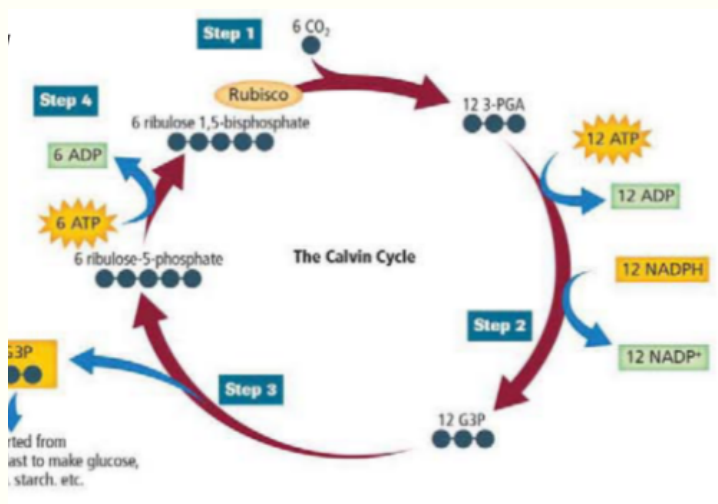 Step 1
6 CO₂
Rubisco
6 ribulose 1,5-bisphosphate
12 3-PGA
12 ATP
12 ADP
12 NADPH
12 NADP⁺
Step 2
12 G3P
Step 3
G3P
rted from
ast to make glucose,
starch. etc.
6 ribulose-5-phosphate
6 ATP
6 ADP
Step 4
The Calvin Cycle